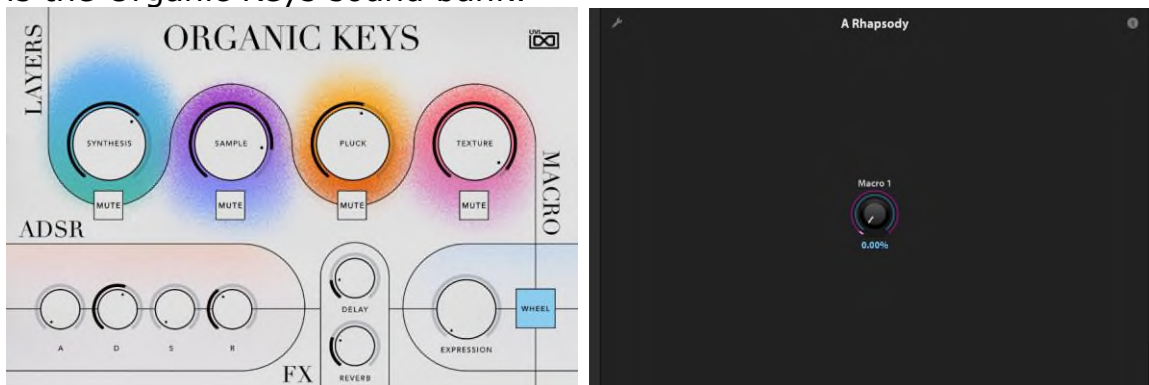 is the Organic Keys sound bank.
ORGANIC KEYS
UVI
LAYERS
SYNTHESIS
SAMPLE
PLUCK
TEXTURE
MUTE
MUTE
MUTE
MUTE
MACRO
ADSR
A
D
S
R
DELAY
REVERB
FX
EXPRESSION
WHEEL
A Rhapsody
Macro 1
0.00%